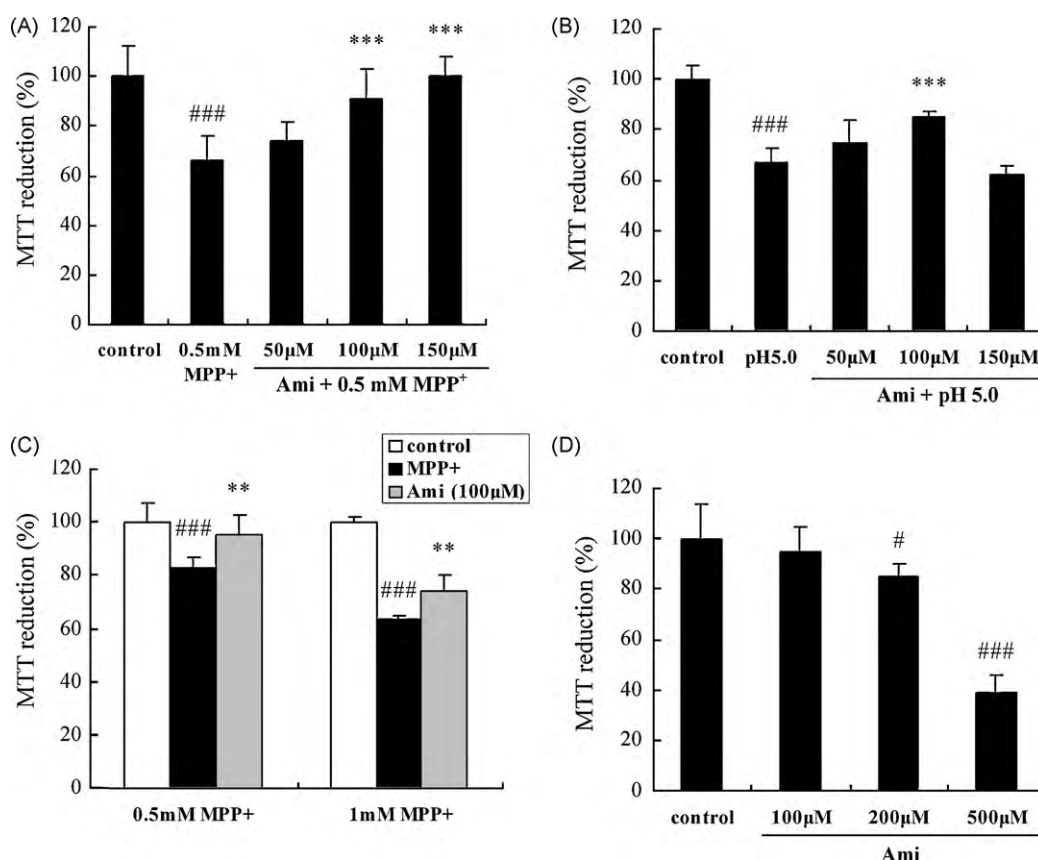 (A)
MTT reduction (%)
120
100
80
60
40
20
0
###
***
***
control
0.5mM
MPP+
50μM
100μM
150μM
Ami + 0.5 mM MPP⁺
(B)
MTT reduction (%)
120
100
80
60
40
20
0
###
***
control
pH5.0
50μM
100μM
150μM
Ami + pH 5.0
(C)
MTT reduction (%)
120
100
80
60
40
20
0
control
MPP+
Ami (100μM)
###
**
###
**
0.5mM MPP+
1mM MPP+
(D)
MTT reduction (%)
120
100
80
60
40
20
0
#
###
control
100μM
200μM
500μM
Ami